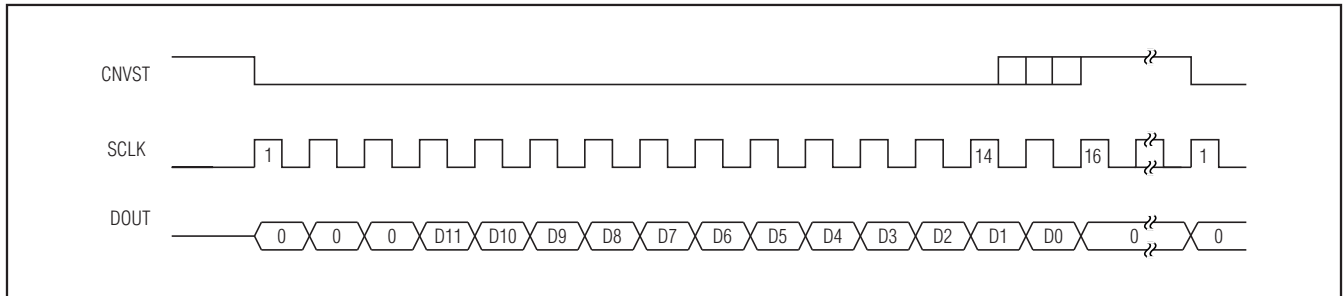 CNVST
SCLK 1 14 16 1
DOUT 0 0 0 D11 D10 D9 D8 D7 D6 D5 D4 D3 D2 D1 D0 0 0